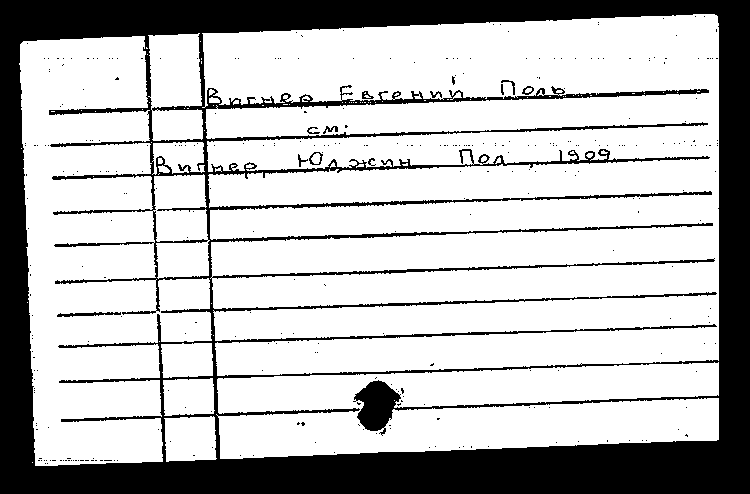 Вигнер, Евгений Поль
см:
Вигнер, Юджин Пол, 1909